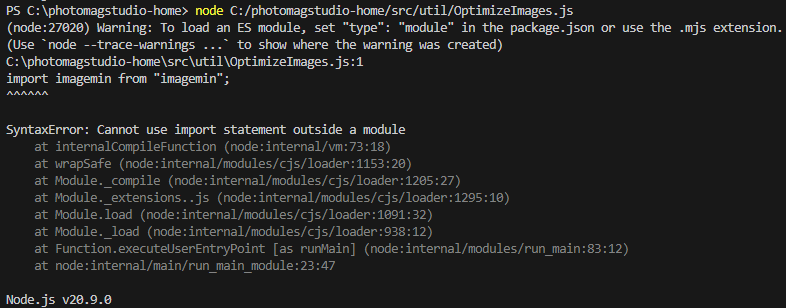 PS C:\photomagstudio-home> node C:/photomagstudio-home/src/util/OptimizeImages.js
(node:27020) Warning: To load an ES module, set "type": "module" in the package.json or use the .mjs extension.
(Use `node --trace-warnings ...` to show where the warning was created)
C:\photomagstudio-home\src\util\OptimizeImages.js:1
import imagemin from "imagemin";
^^^^^^
SyntaxError: Cannot use import statement outside a module
at internalCompileFunction (node:internal/vm:73:18)
at wrapSafe (node:internal/modules/cjs/loader:1153:20)
at Module._compile (node:internal/modules/cjs/loader:1205:27)
at Module._extensions..js (node:internal/modules/cjs/loader:1295:10)
at Module.load (node:internal/modules/cjs/loader:1091:32)
at Module._load (node:internal/modules/cjs/loader:938:12)
at Function.executeUserEntryPoint [as runMain] (node:internal/modules/run_main:83:12)
at node:internal/main/run_main_module:23:47
Node.js v20.9.0